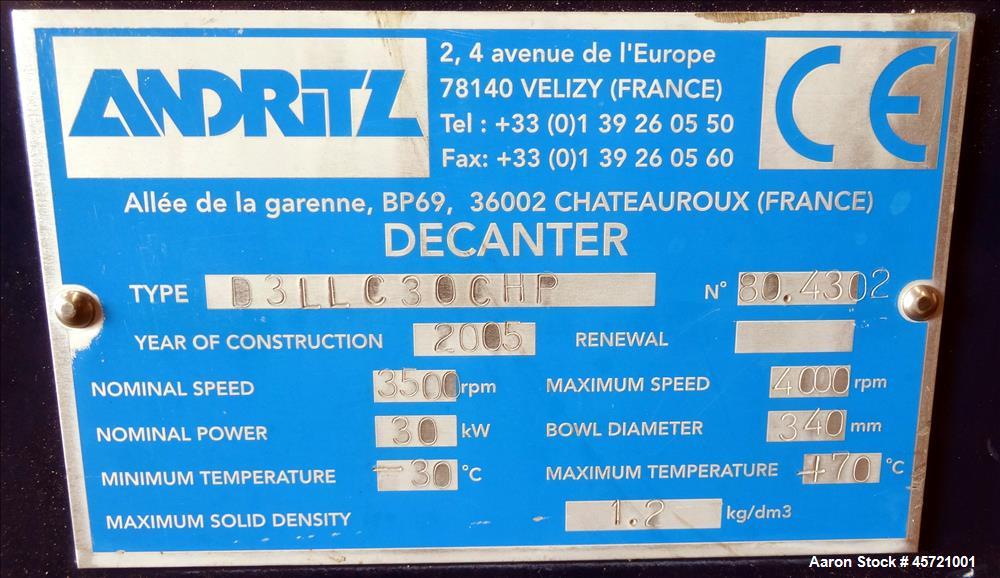 ANDRITZ
2, 4 avenue de l'Europe
78140 VELIZY (FRANCE)
Tel : +33 (0)1 39 26 05 50
Fax: +33 (0)1 39 26 05 60
CE
Allée de la garenne, BP69, 36002 CHATEAUROUX (FRANCE)
DECANTER
TYPE D3LLC30CHP N° 80.4302
YEAR OF CONSTRUCTION 2005 RENEWAL
NOMINAL SPEED 3500 rpm MAXIMUM SPEED 4000 rpm
NOMINAL POWER 30 kW BOWL DIAMETER 340 mm
MINIMUM TEMPERATURE -30 °C MAXIMUM TEMPERATURE +70 °C
MAXIMUM SOLID DENSITY 1.2 kg/dm3
Aaron Stock # 45721001